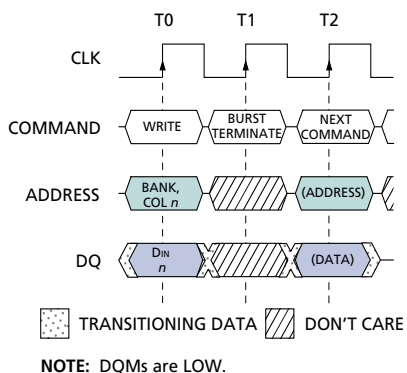 T0 T1 T2
CLK
COMMAND WRITE BURST TERMINATE NEXT COMMAND
ADDRESS BANK, COL n (ADDRESS)
DQ DIN n (DATA)
TRANSITIONING DATA DON'T CARE
NOTE: DQMs are LOW.